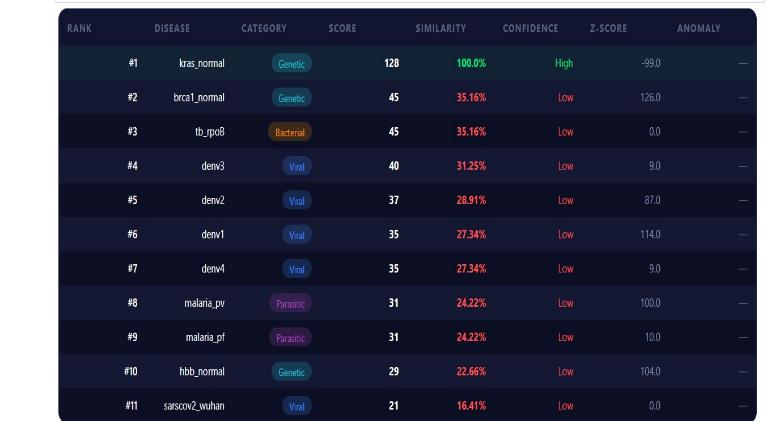 RANK DISEASE CATEGORY SCORE SIMILARITY CONFIDENCE Z-SCORE ANOMALY
#1 kras_normal Genetic 128 100.0% High -99.0 —
#2 brca1_normal Genetic 45 35.16% Low 126.0 —
#3 tb_rpoB Bacterial 45 35.16% Low 0.0 —
#4 denv3 Viral 40 31.25% Low 9.0 —
#5 denv2 Viral 37 28.91% Low 87.0 —
#6 denv1 Viral 35 27.34% Low 114.0 —
#7 denv4 Viral 35 27.34% Low 9.0 —
#8 malaria_pv Parasitic 31 24.22% Low 100.0 —
#9 malaria_pf Parasitic 31 24.22% Low 10.0 —
#10 hbb_normal Genetic 29 22.66% Low 104.0 —
#11 sarscov2_wuhan Viral 21 16.41% Low 0.0 —